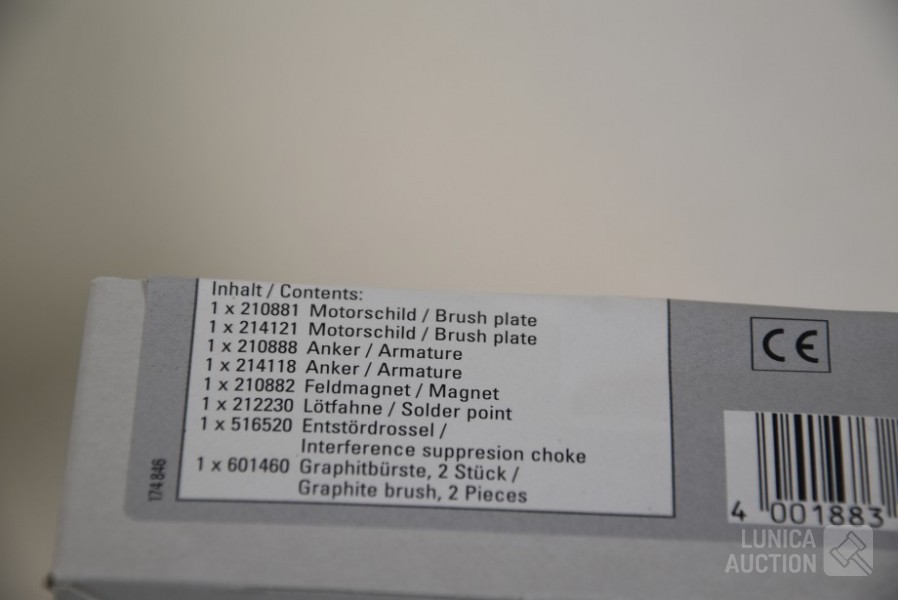 Inhalt / Contents:
1 x 210881 Motorschild / Brush plate
1 x 214121 Motorschild / Brush plate
1 x 210888 Anker / Armature
1 x 214118 Anker / Armature
1 x 210882 Feldmagnet / Magnet
1 x 212230 Lötfahne / Solder point
1 x 516520 Entstördrossel /
Interference suppresion choke
1 x 601460 Graphitbürste, 2 Stück /
Graphite brush, 2 Pieces
174846
CE
4 001883
LUNICA
AUCTION